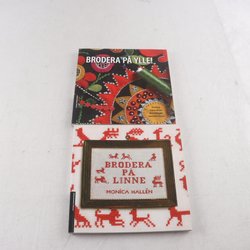 BRODERA PÅ YLLE!
BRODERA
PÅ
LINNE
MONICA HALLÉN